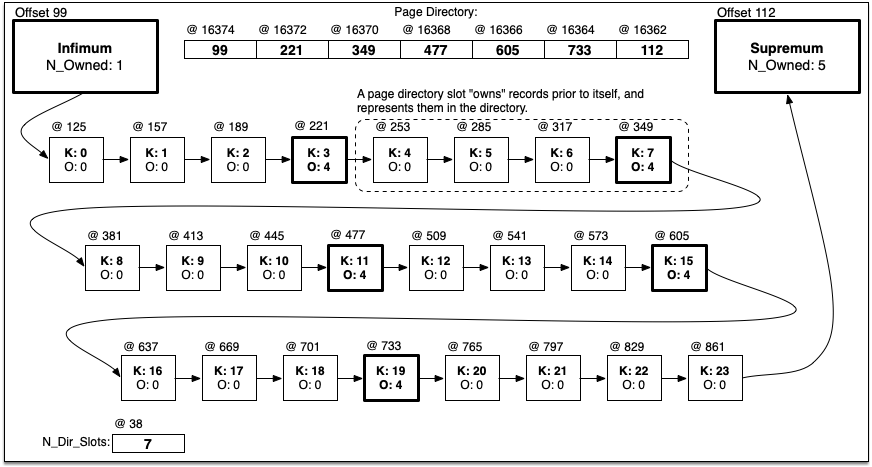 Offset 99
Page Directory:
Offset 112
Infimum
N_Owned: 1
@ 16374 @ 16372 @ 16370 @ 16368 @ 16366 @ 16364 @ 16362
99 221 349 477 605 733 112
Supremum
N_Owned: 5
A page directory slot "owns" records prior to itself, and
represents them in the directory.
@ 125 @ 157 @ 189 @ 221 @ 253 @ 285 @ 317 @ 349
K: 0 K: 1 K: 2 K: 3 K: 4 K: 5 K: 6 K: 7
O: 0 O: 0 O: 0 O: 4 O: 0 O: 0 O: 0 O: 4
@ 381 @ 413 @ 445 @ 477 @ 509 @ 541 @ 573 @ 605
K: 8 K: 9 K: 10 K: 11 K: 12 K: 13 K: 14 K: 15
O: 0 O: 0 O: 0 O: 4 O: 0 O: 0 O: 0 O: 4
@ 637 @ 669 @ 701 @ 733 @ 765 @ 797 @ 829 @ 861
K: 16 K: 17 K: 18 K: 19 K: 20 K: 21 K: 22 K: 23
O: 0 O: 0 O: 0 O: 4 O: 0 O: 0 O: 0 O: 0
@ 38
N_Dir_Slots: 7